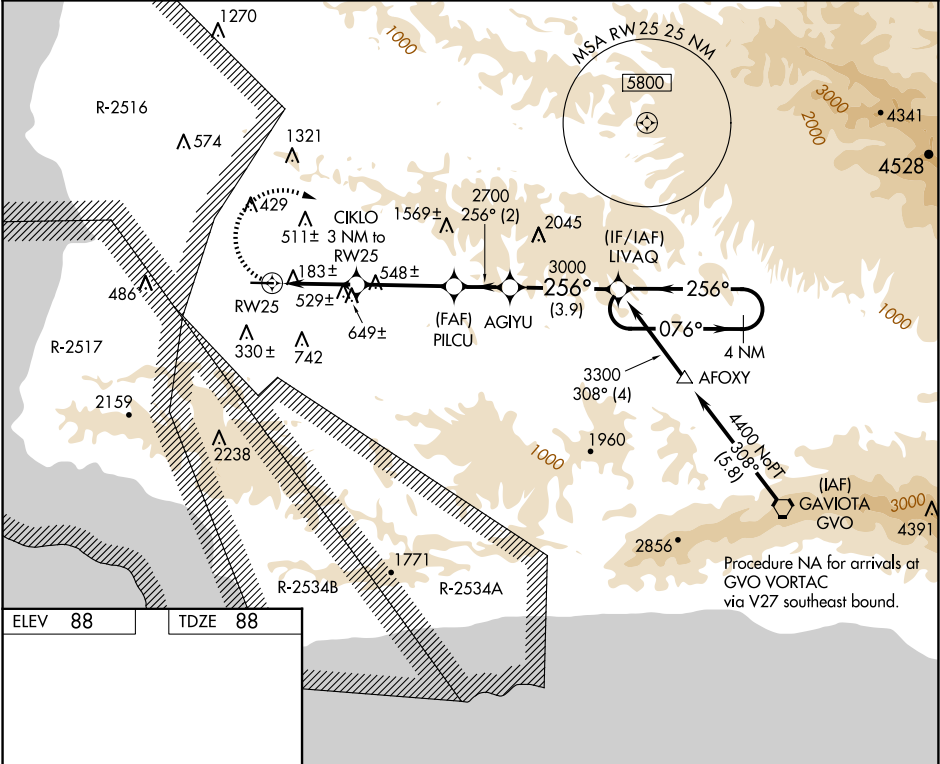 1270
1000
MSA RW25 25 NM
5800
R-2516
574
1321
3000
2000
4341
4528
429
511±
CIKLO
3 NM to
RW25
1569±
2700
256° (2)
2045
(IF/IAF)
LIVAQ
183±
548±
3000
256°
(3.9)
256°
486
RW25
529±
649±
(FAF)
PILCU
AGIYU
076°
4 NM
1000
R-2517
330±
742
3300
308° (4)
AFOXY
2159
2238
1000
1960
4400 NoPT
308°
(5.8)
(IAF)
GAVIOTA
GVO
3000
4391
2856
1771
R-2534B
R-2534A
Procedure NA for arrivals at
GVO VORTAC
via V27 southeast bound.
ELEV 88
TDZE 88